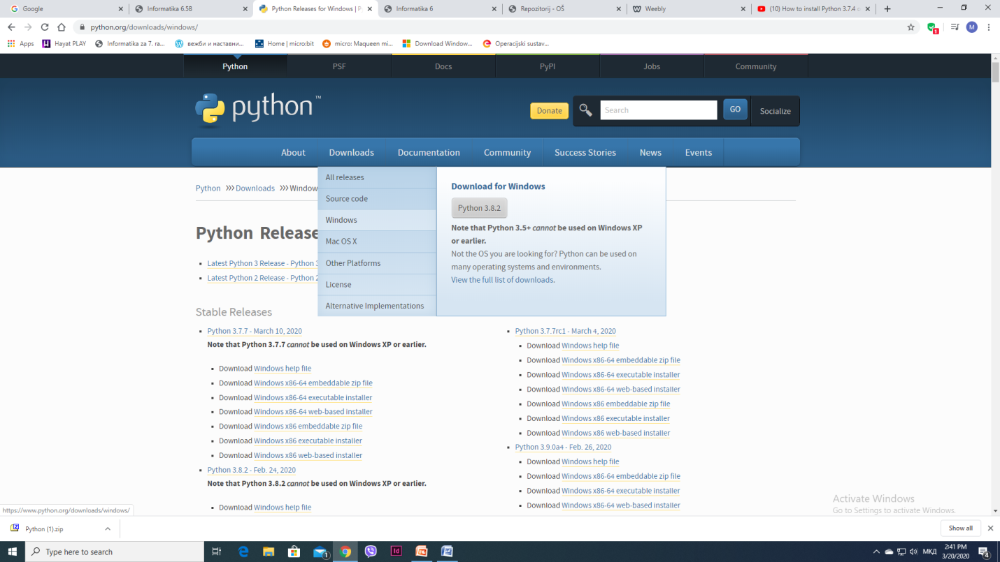 Google
Informatika 6.5B
Python Releases for Windows | P
Informatika 6
Repozitorij - OŠ
Weebly
(10) How to install Python 3.7.4 o
python.org/downloads/windows/
M
Apps
Hayat PLAY
Informatika za 7. ra...
вежби и наставни...
Home | micro:bit
micro: Maqueen mi...
Download Window...
Operacijski sustav...
Python
PSF
Docs
PyPI
Jobs
Community
python™
Donate
Search
GO
Socialize
About
Downloads
Documentation
Community
Success Stories
News
Events
All releases
Source code
Windows
Mac OS X
Other Platforms
License
Alternative Implementations
Download for Windows
Python 3.8.2
Note that Python 3.5+ cannot be used on Windows XP
or earlier.
Not the OS you are looking for? Python can be used on
many operating systems and environments.
View the full list of downloads.
Python >>> Downloads >>> Window
Python Release
Latest Python 3 Release - Python 3
Latest Python 2 Release - Python 2
Stable Releases
Python 3.7.7 - March 10, 2020
Note that Python 3.7.7 cannot be used on Windows XP or earlier.
Download Windows help file
Download Windows x86-64 embeddable zip file
Download Windows x86-64 executable installer
Download Windows x86-64 web-based installer
Download Windows x86 embeddable zip file
Download Windows x86 executable installer
Download Windows x86 web-based installer
Python 3.8.2 - Feb. 24, 2020
Note that Python 3.8.2 cannot be used on Windows XP or earlier.
Download Windows help file
Python 3.7.7rc1 - March 4, 2020
Download Windows help file
Download Windows x86-64 embeddable zip file
Download Windows x86-64 executable installer
Download Windows x86-64 web-based installer
Download Windows x86 embeddable zip file
Download Windows x86 executable installer
Download Windows x86 web-based installer
Python 3.9.0a4 - Feb. 26, 2020
Download Windows help file
Download Windows x86-64 embeddable zip file
Download Windows x86-64 executable installer
Download Windows x86-64 web-based installer
Activate Windows
Go to Settings to activate Windows.
https://www.python.org/downloads/windows/
Python (1).zip
Show all
Type here to search
1
Id
МКД
2:41 PM
3/20/2020
4